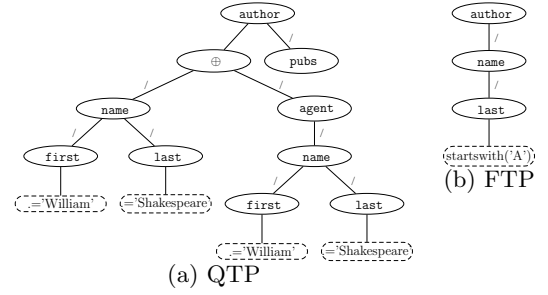 author
author
/
/
⊕
pubs
name
/
/
/
name
agent
last
/
/
/
first
last
name
startswith('A')
/
/
(b) FTP
.='William'
='Shakespeare
first
last
.='William'
='Shakespeare
(a) QTP